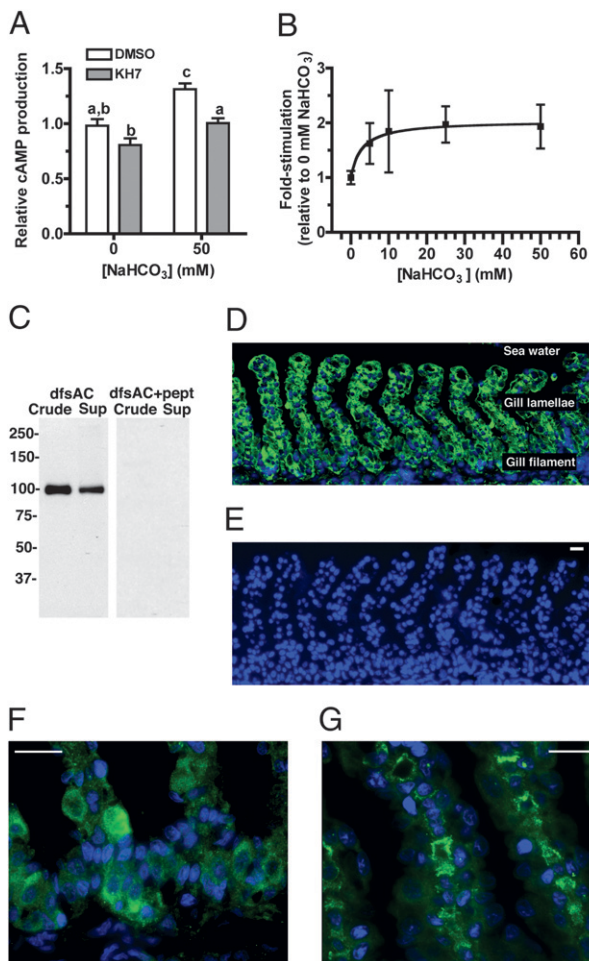 A
DMSO
KH7
Relative cAMP production
1.5
1.0
0.5
0.0
a,b
b
c
a
0
50
[NaHCO3] (mM)
B
Fold-stimulation
(relative to 0 mM NaHCO3)
3
2
1
0
0 10 20 30 40 50 60
[NaHCO3] (mM)
C
dfsAC dfsAC+pept
Crude Sup Crude Sup
250-
150-
100-
75-
50-
37-
D
Sea water
Gill lamellae
Gill filament
E
F
G